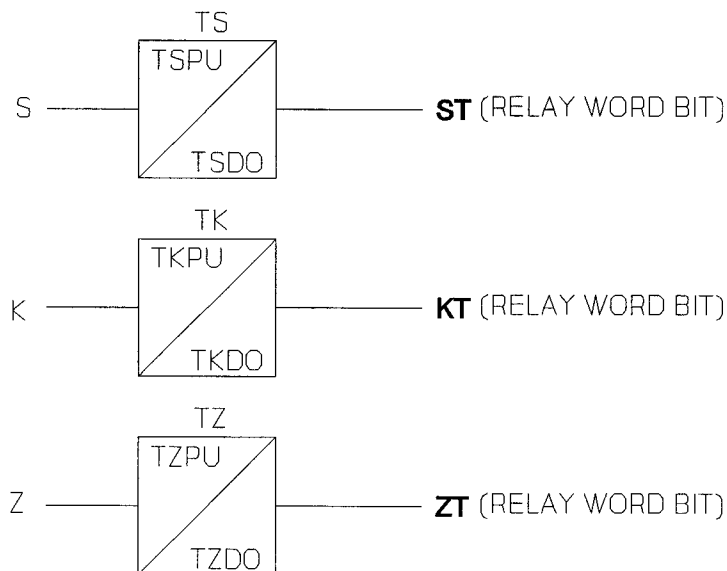 TS
TSPU
S
ST (RELAY WORD BIT)
TSDO
TK
TKPU
K
KT (RELAY WORD BIT)
TKDO
TZ
TZPU
Z
ZT (RELAY WORD BIT)
TZDO